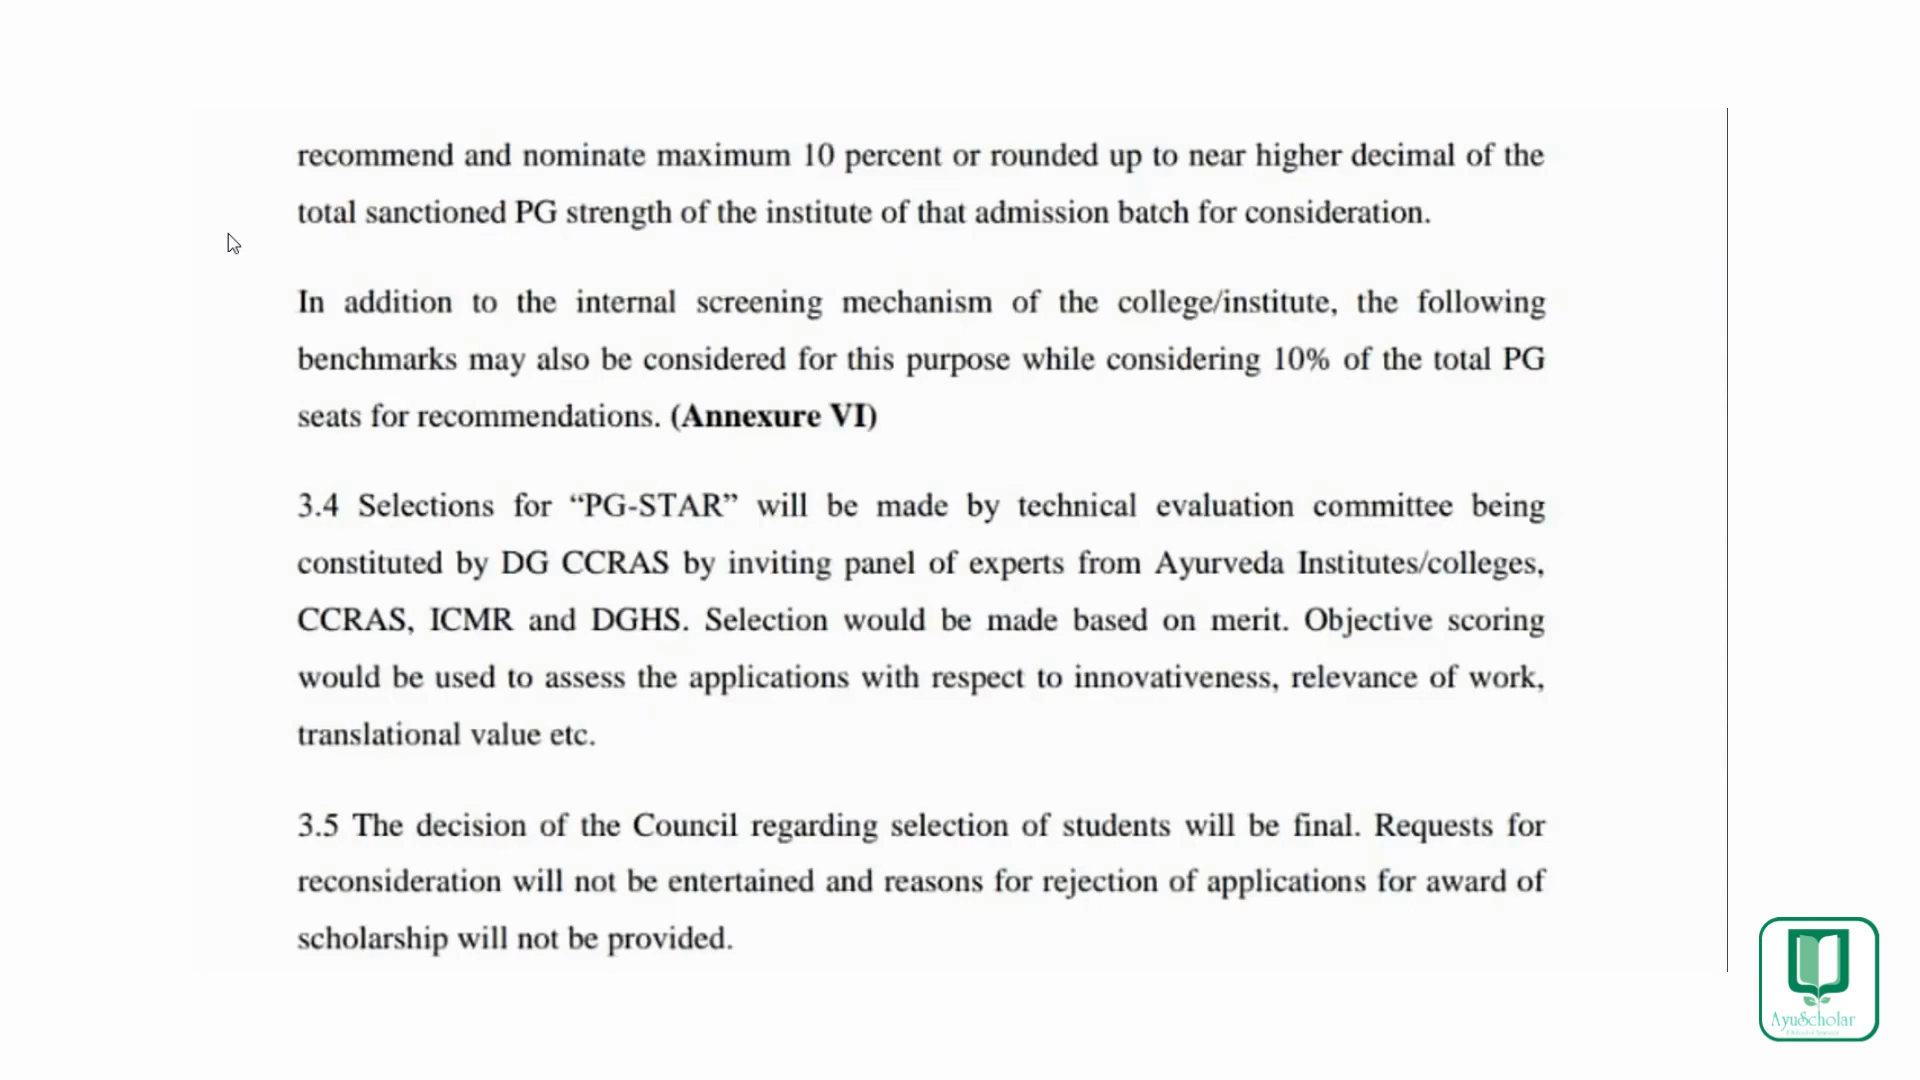 recommend and nominate maximum 10 percent or rounded up to near higher decimal of the
total sanctioned PG strength of the institute of that admission batch for consideration.
In addition to the internal screening mechanism of the college/institute, the following
benchmarks may also be considered for this purpose while considering 10% of the total PG
seats for recommendations. (Annexure VI)
3.4 Selections for “PG-STAR” will be made by technical evaluation committee being
constituted by DG CCRAS by inviting panel of experts from Ayurveda Institutes/colleges,
CCRAS, ICMR and DGHS. Selection would be made based on merit. Objective scoring
would be used to assess the applications with respect to innovativeness, relevance of work,
translational value etc.
3.5 The decision of the Council regarding selection of students will be final. Requests for
reconsideration will not be entertained and reasons for rejection of applications for award of
scholarship will not be provided.
AyuScholar